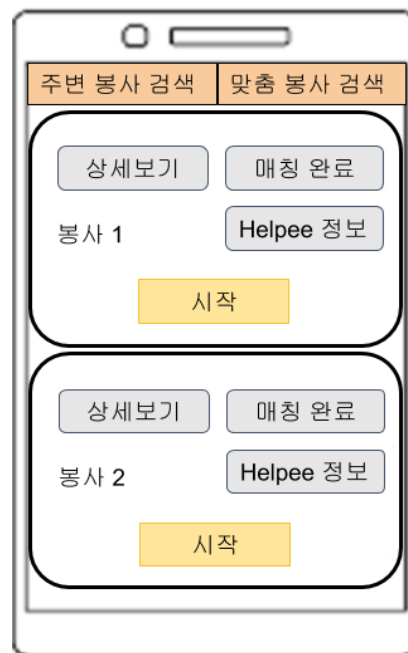 주변 봉사 검색 맞춤 봉사 검색
상세보기 매칭 완료
봉사 1 Helpee 정보
시작
상세보기 매칭 완료
봉사 2 Helpee 정보
시작